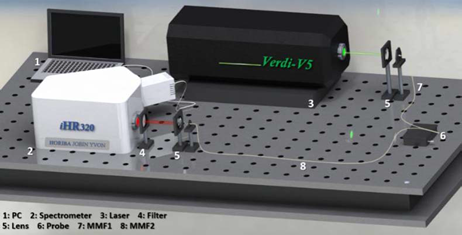 Verdi-V5
1
3
5
7
6
iHR320
HORIBA JOBIN YVON
2
4
5
8
1: PC 2: Spectrometer 3: Laser 4: Filter
5: Lens 6: Probe 7: MMF1 8: MMF2